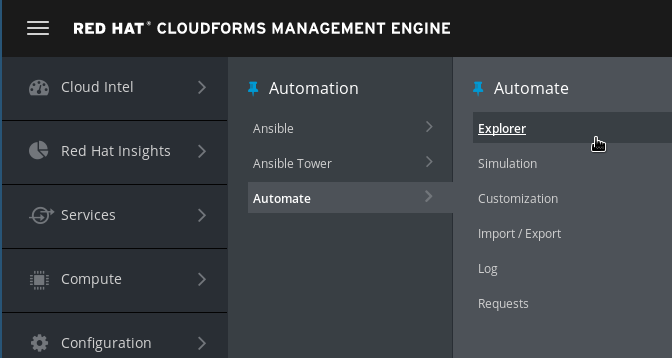 RED HAT® CLOUDFORMS MANAGEMENT ENGINE
Cloud Intel
Red Hat Insights
Services
Compute
Configuration
Automation
Ansible
Ansible Tower
Automate
Automate
Explorer
Simulation
Customization
Import / Export
Log
Requests